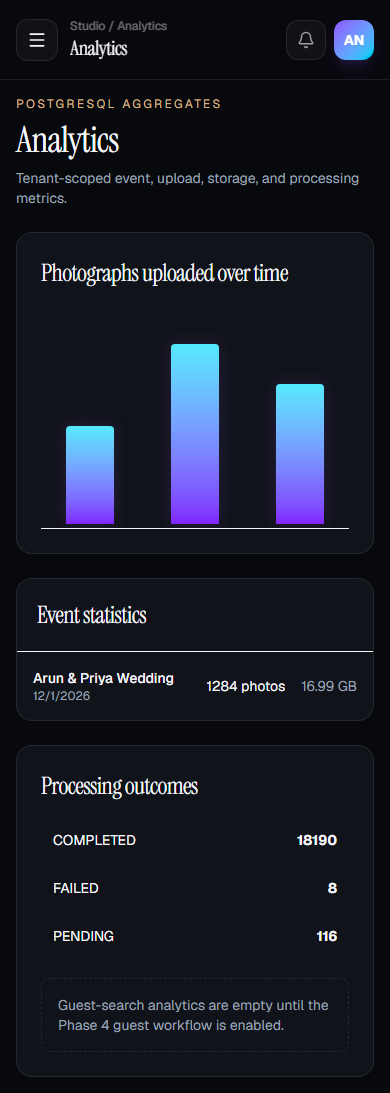 Studio / Analytics
Analytics
AN
POSTGRESQL AGGREGATES
Analytics
Tenant-scoped event, upload, storage, and processing
metrics.
Photographs uploaded over time
Event statistics
Arun & Priya Wedding
12/1/2026
1284 photos
16.99 GB
Processing outcomes
COMPLETED 18190
FAILED 8
PENDING 116
Guest-search analytics are empty until the
Phase 4 guest workflow is enabled.